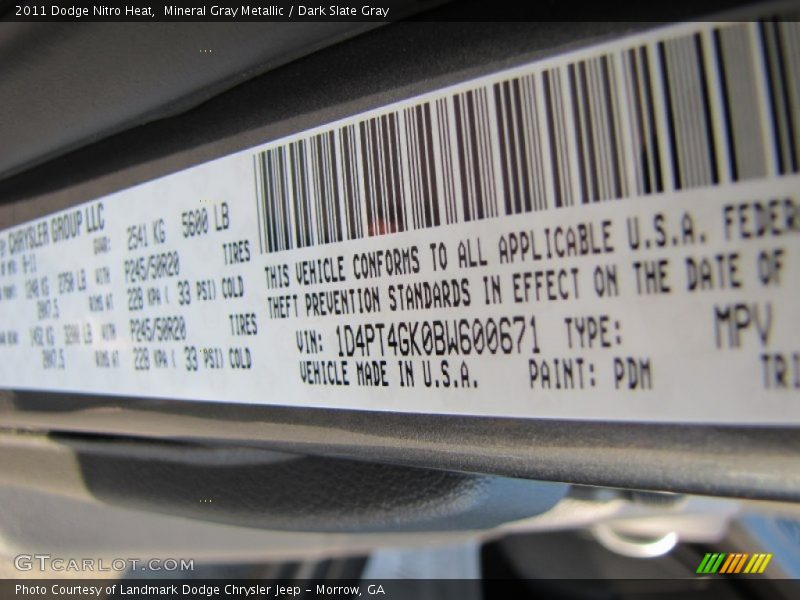 2011 Dodge Nitro Heat,  Mineral Gray Metallic / Dark Slate Gray
CHRYSLER GROUP LLC
2541 KG 5600 LB
TIRES
P245/50R20
228 KPA ( 33 PSI) COLD
TIRES
P245/50R20
228 KPA ( 33 PSI) COLD
THIS VEHICLE CONFORMS TO ALL APPLICABLE U.S.A. FEDER
THEFT PREVENTION STANDARDS IN EFFECT ON THE DATE OF
VIN: 1D4PT4GK0BW600671 TYPE: MPV
VEHICLE MADE IN U.S.A. PAINT: PDM TRI
GTCARLOT.COM
Photo Courtesy of Landmark Dodge Chrysler Jeep - Morrow, GA